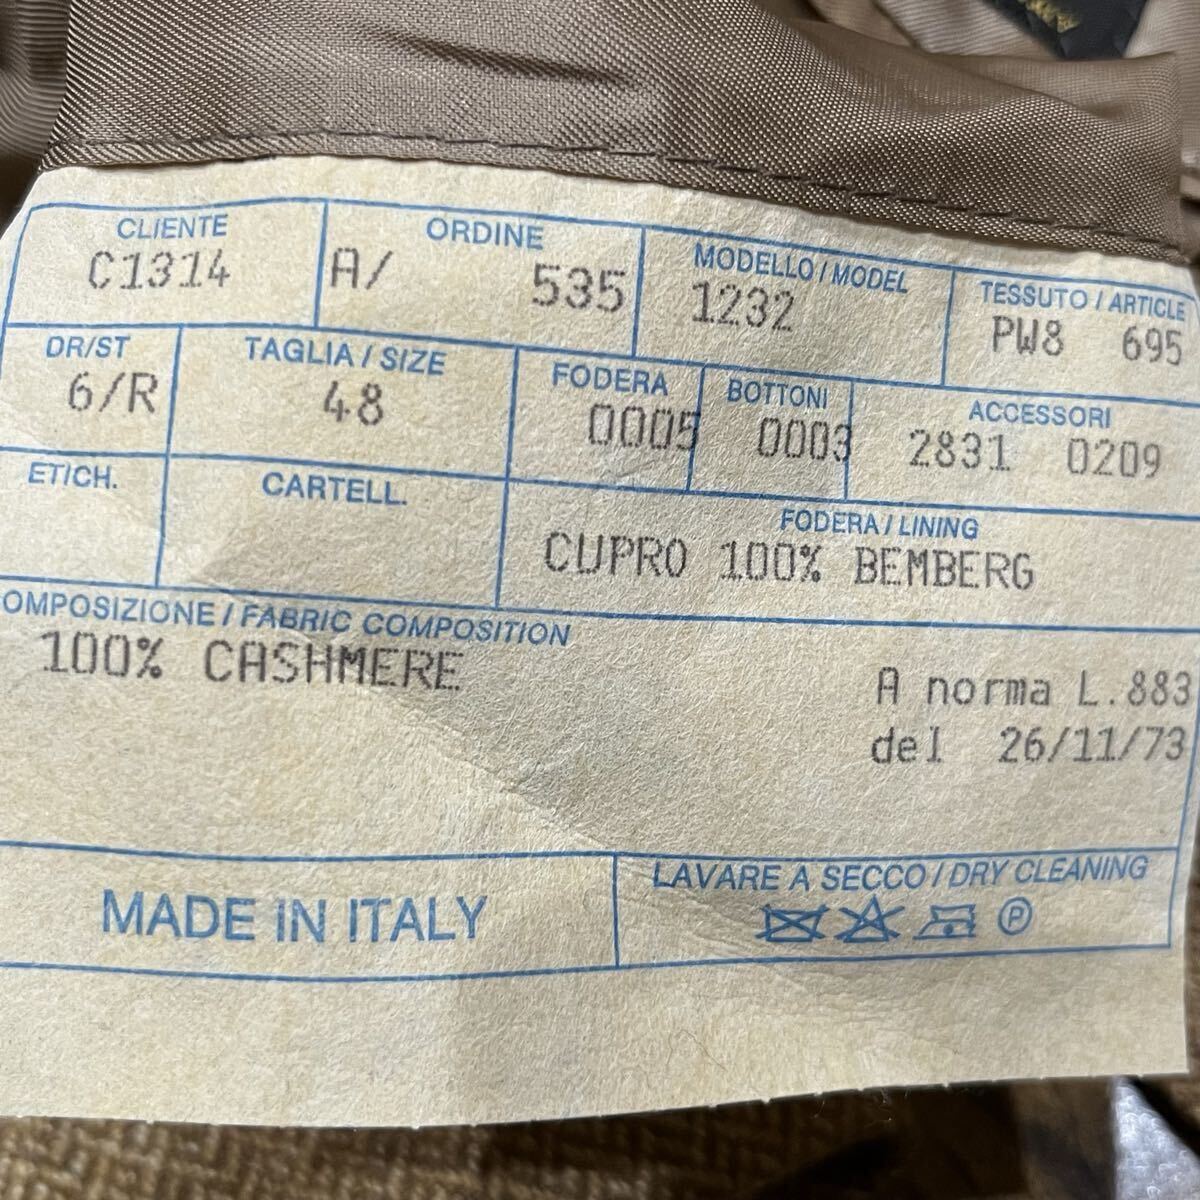 CLIENTE
C1314
ORDINE
A/ 535
MODELLO / MODEL
1232
TESSUTO / ARTICLE
PW8 695
DR/ST
6/R
TAGLIA / SIZE
48
FODERA
0005
BOTTONI
0003
ACCESSORI
2831 0209
ETICH.
CARTELL.
FODERA / LINING
CUPRO 100% BEMBERG
OMPOSIZIONE / FABRIC COMPOSITION
100% CASHMERE
A norma L.883
del 26/11/73
MADE IN ITALY
LAVARE A SECCO / DRY CLEANING
P